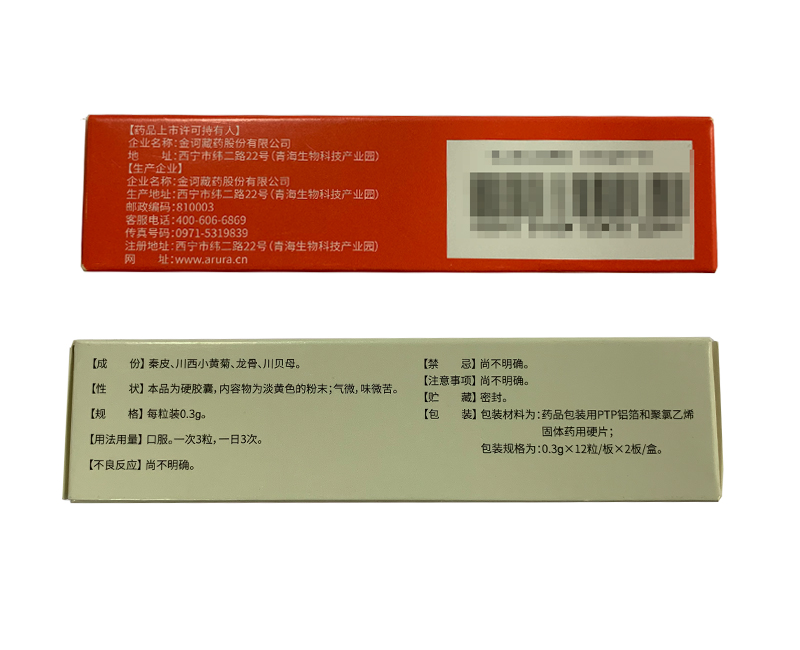 【药品上市许可持有人】
企业名称:金诃藏药股份有限公司
地　　址:西宁市纬二路22号(青海生物科技产业园)
【生产企业】
企业名称:金诃藏药股份有限公司
生产地址:西宁市纬二路22号(青海生物科技产业园)
邮政编码:810003
客服电话:400-606-6869
传真号码:0971-5319839
注册地址:西宁市纬二路22号(青海生物科技产业园)
网　　址:www.arura.cn
【成　　份】秦皮、川西小黄菊、龙骨、川贝母。
【性　　状】本品为硬胶囊,内容物为淡黄色的粉末;气微,味微苦。
【规　　格】每粒装0.3g。
【用法用量】口服。一次3粒,一日3次。
【不良反应】尚不明确。
【禁　　忌】尚不明确。
【注意事项】尚不明确。
【贮　　藏】密封。
【包　　装】包装材料为:药品包装用PTP铝箔和聚氯乙烯
固体药用硬片;
包装规格为:0.3g×12粒/板×2板/盒。